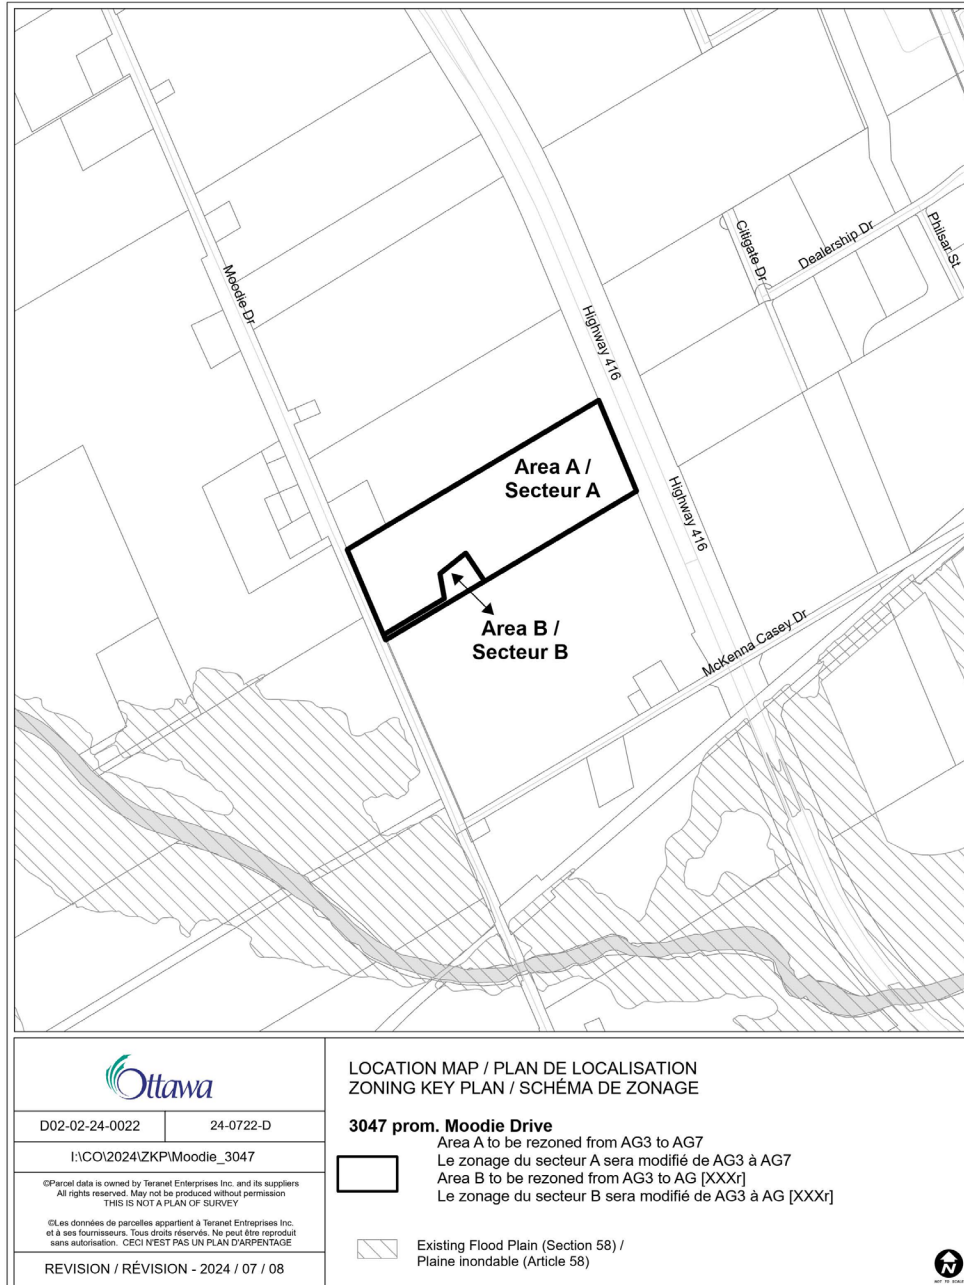 Moodie Dr
Highway 416
Citigate Dr
Dealership Dr
Philsar St
Area A /
Secteur A
Highway 416
Area B /
Secteur B
McKenna Casey Dr
Ottawa
D02-02-24-0022
24-0722-D
I:\CO\2024\ZKP\Moodie_3047
©Parcel data is owned by Teranet Enterprises Inc. and its suppliers
All rights reserved. May not be produced without permission
THIS IS NOT A PLAN OF SURVEY
©Les données de parcelles appartient à Teranet Entreprises Inc.
et à ses fournisseurs. Tous droits réservés. Ne peut être reproduit
sans autorisation. CECI N'EST PAS UN PLAN D'ARPENTAGE
REVISION / RÉVISION - 2024 / 07 / 08
LOCATION MAP / PLAN DE LOCALISATION
ZONING KEY PLAN / SCHÉMA DE ZONAGE
3047 prom. Moodie Drive
Area A to be rezoned from AG3 to AG7
Le zonage du secteur A sera modifié de AG3 à AG7
Area B to be rezoned from AG3 to AG [XXXr]
Le zonage du secteur B sera modifié de AG3 à AG [XXXr]
Existing Flood Plain (Section 58) /
Plaine inondable (Article 58)
N
NOT TO SCALE